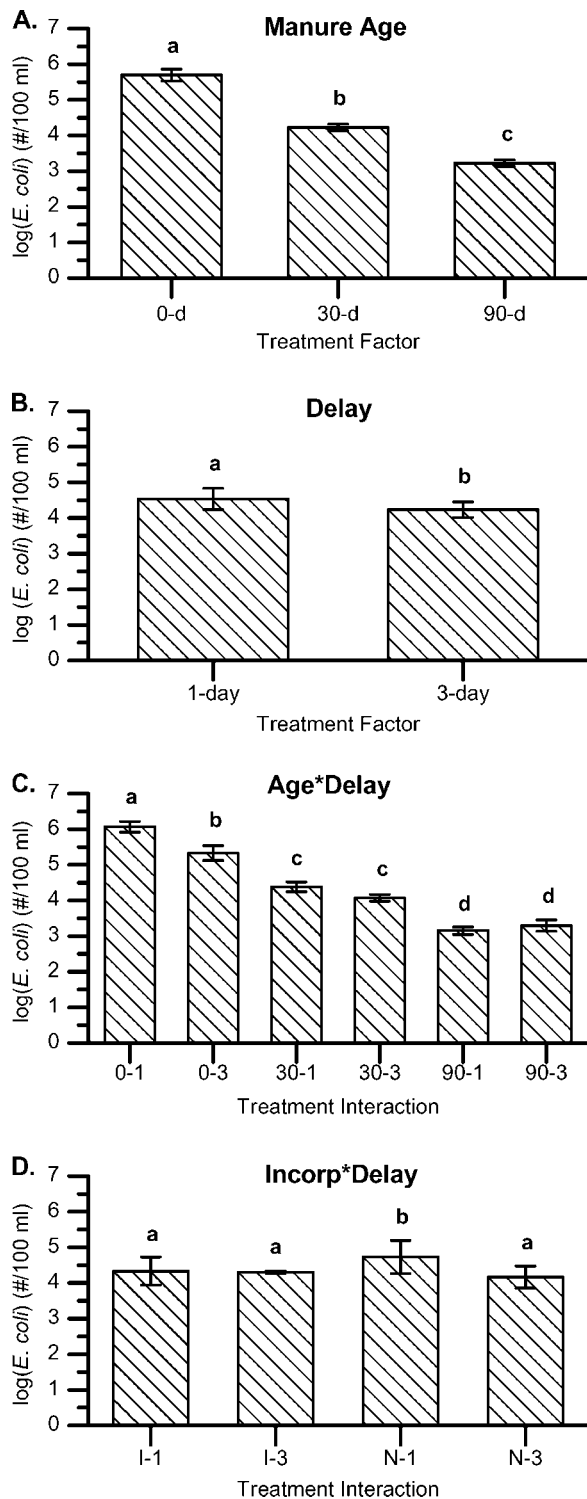 A. Manure Age
7
6
5
4
3
2
1
0
log(E. coli) (#/100 ml)
a
b
c
0-d 30-d 90-d
Treatment Factor
B. Delay
7
6
5
4
3
2
1
0
log (E. coli) (#/100 ml)
a
b
1-day 3-day
Treatment Factor
C. Age*Delay
7
6
5
4
3
2
1
0
log(E. coli) (#/100 ml)
a
b
c
c
d
d
0-1 0-3 30-1 30-3 90-1 90-3
Treatment Interaction
D. Incorp*Delay
7
6
5
4
3
2
1
0
log(E. coli) (#/100 ml)
a
a
b
a
I-1 I-3 N-1 N-3
Treatment Interaction